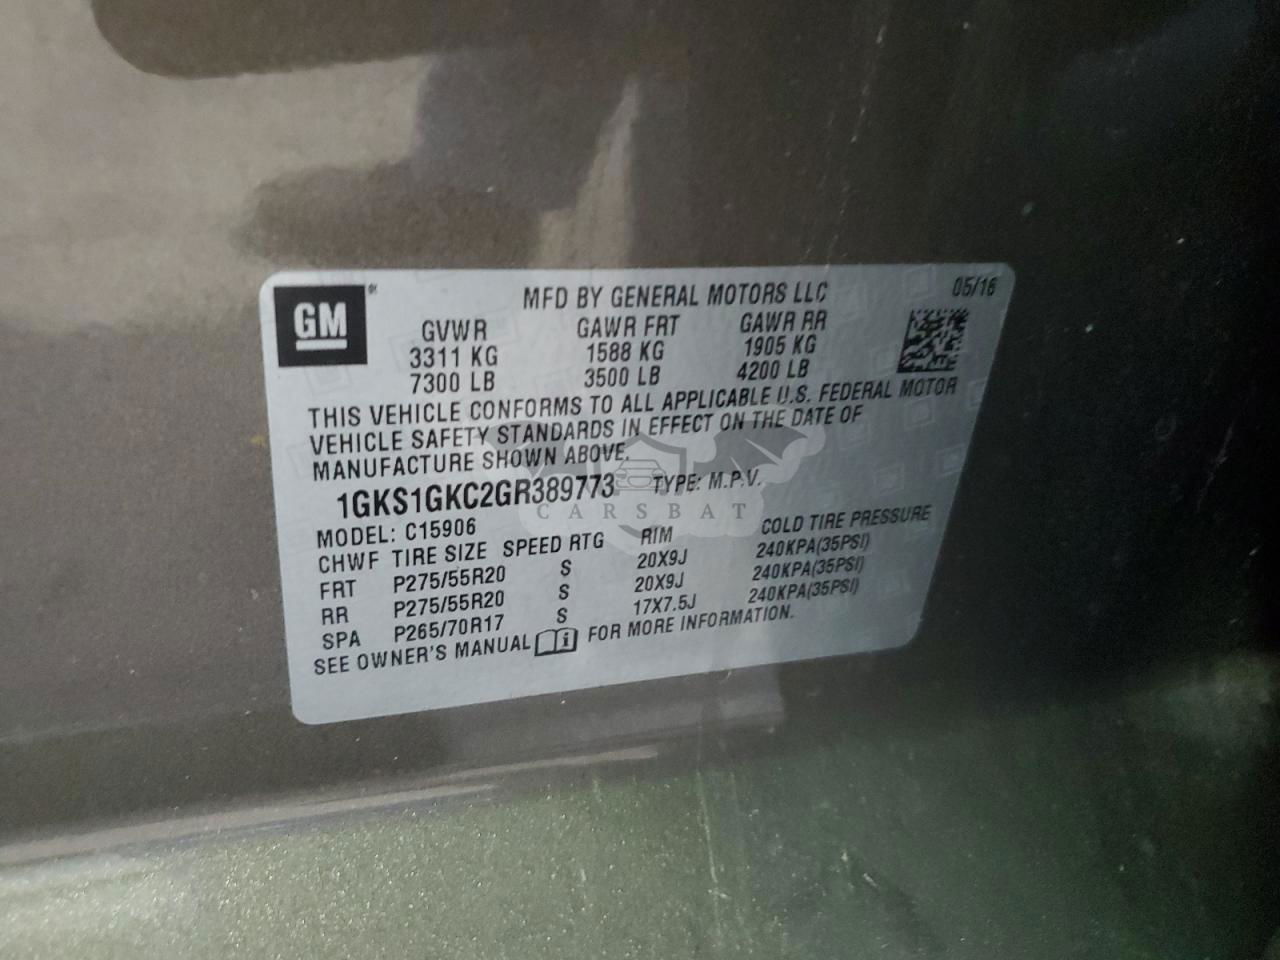 GM
MFD BY GENERAL MOTORS LLC 05/16
GVWR GAWR FRT GAWR RR
3311 KG 1588 KG 1905 KG
7300 LB 3500 LB 4200 LB
THIS VEHICLE CONFORMS TO ALL APPLICABLE U.S. FEDERAL MOTOR
VEHICLE SAFETY STANDARDS IN EFFECT ON THE DATE OF
MANUFACTURE SHOWN ABOVE.
1GKS1GKC2GR389773 TYPE: M.P.V.
CARSBAT
MODEL: C15906
CHWF TIRE SIZE SPEED RTG RIM COLD TIRE PRESSURE
FRT P275/55R20 S 20X9J 240KPA(35PSI)
RR P275/55R20 S 20X9J 240KPA(35PSI)
SPA P265/70R17 S 17X7.5J 240KPA(35PSI)
SEE OWNER'S MANUAL FOR MORE INFORMATION.